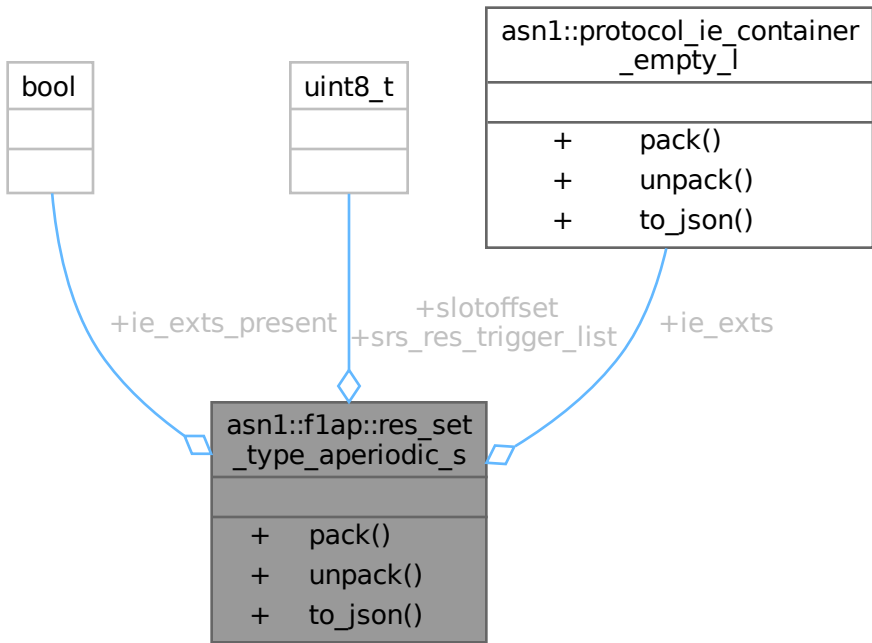 asn1::protocol_ie_container
_empty_l
bool
uint8_t
+ pack()
+ unpack()
+ to_json()
+slotoffset
+ie_exts_present
+srs_res_trigger_list
+ie_exts
asn1::f1ap::res_set
_type_aperiodic_s
+ pack()
+ unpack()
+ to_json()